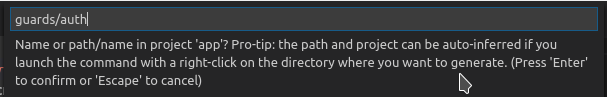 guards/auth
Name or path/name in project 'app'? Pro-tip: the path and project can be auto-inferred if you
launch the command with a right-click on the directory where you want to generate. (Press 'Enter'
to confirm or 'Escape' to cancel)